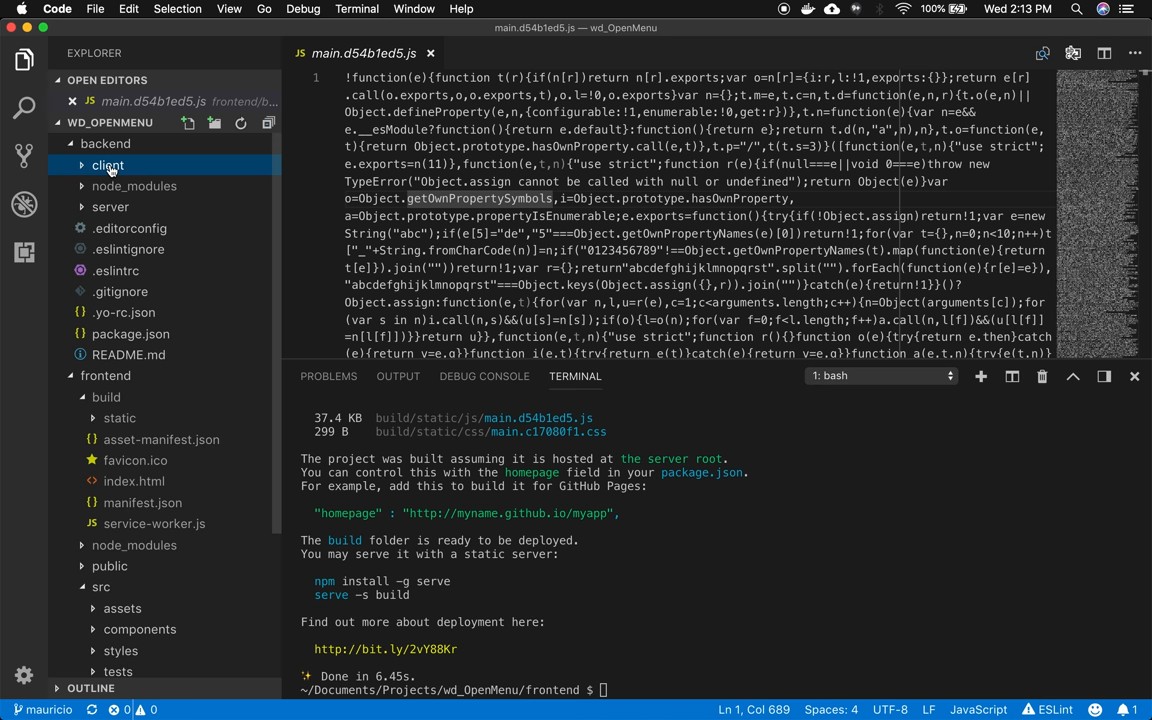 Code File Edit Selection View Go Debug Terminal Window Help 100% Wed 2:13 PM
main.d54b1ed5.js — wd_OpenMenu
EXPLORER
OPEN EDITORS
JS main.d54b1ed5.js frontend/b...
WD_OPENMENU
backend
client
node_modules
server
.editorconfig
.eslintignore
.eslintrc
.gitignore
{} .yo-rc.json
{} package.json
README.md
frontend
build
static
{} asset-manifest.json
favicon.ico
<> index.html
{} manifest.json
JS service-worker.js
node_modules
public
src
assets
components
styles
tests
OUTLINE
JS main.d54b1ed5.js
1 !function(e){function t(r){if(n[r])return n[r].exports;var o=n[r]={i:r,l:!1,exports:{}};return e[r]
.call(o.exports,o,o.exports,t),o.l=!0,o.exports}var n={};t.m=e,t.c=n,t.d=function(e,n,r){t.o(e,n)||
Object.defineProperty(e,n,{configurable:!1,enumerable:!0,get:r})},t.n=function(e){var n=e&&
e.__esModule?function(){return e.default}:function(){return e};return t.d(n,"a",n),n},t.o=function(e,
t){return Object.prototype.hasOwnProperty.call(e,t)},t.p="/",t(t.s=3)}([function(e,t,n){"use strict";
e.exports=n(11)},function(e,t,n){"use strict";function r(e){if(null===e||void 0===e)throw new
TypeError("Object.assign cannot be called with null or undefined");return Object(e)}var
o=Object.getOwnPropertySymbols,i=Object.prototype.hasOwnProperty,
a=Object.prototype.propertyIsEnumerable;e.exports=function(){try{if(!Object.assign)return!1;var e=new
String("abc");if(e[5]="de","5"===Object.getOwnPropertyNames(e)[0])return!1;for(var t={},n=0;n<10;n++)t
["_"+String.fromCharCode(n)]=n;if("0123456789"!==Object.getOwnPropertyNames(t).map(function(e){return
t[e]}).join(""))return!1;var r={};return"abcdefghijklmnopqrst".split("").forEach(function(e){r[e]=e}),
"abcdefghijklmnopqrst"===Object.keys(Object.assign({},r)).join("")}catch(e){return!1}}()?
Object.assign:function(e,t){for(var n,l,u=r(e),c=1;c<arguments.length;c++){n=Object(arguments[c]);for
(var s in n)i.call(n,s)&&(u[s]=n[s]);if(o){l=o(n);for(var f=0;f<l.length;f++)a.call(n,l[f])&&(u[l[f]]
=n[l[f]])}}return u}},function(e,t,n){"use strict";function r(){}function o(e){try{return e.then}catch
(e){return v=e,g}}function i(e,t){try{return e(t)}catch(e){return v=e,g}}function a(e,t,n){try{e(t,n)}
PROBLEMS OUTPUT DEBUG CONSOLE TERMINAL 1: bash
37.4 KB build/static/js/main.d54b1ed5.js
299 B build/static/css/main.c17080f1.css
The project was built assuming it is hosted at the server root.
You can control this with the homepage field in your package.json.
For example, add this to build it for GitHub Pages:
"homepage" : "http://myname.github.io/myapp",
The build folder is ready to be deployed.
You may serve it with a static server:
npm install -g serve
serve -s build
Find out more about deployment here:
http://bit.ly/2vY88Kr
✨ Done in 6.45s.
~/Documents/Projects/wd_OpenMenu/frontend $
mauricio 0 0 Ln 1, Col 689 Spaces: 4 UTF-8 LF JavaScript ESLint 1